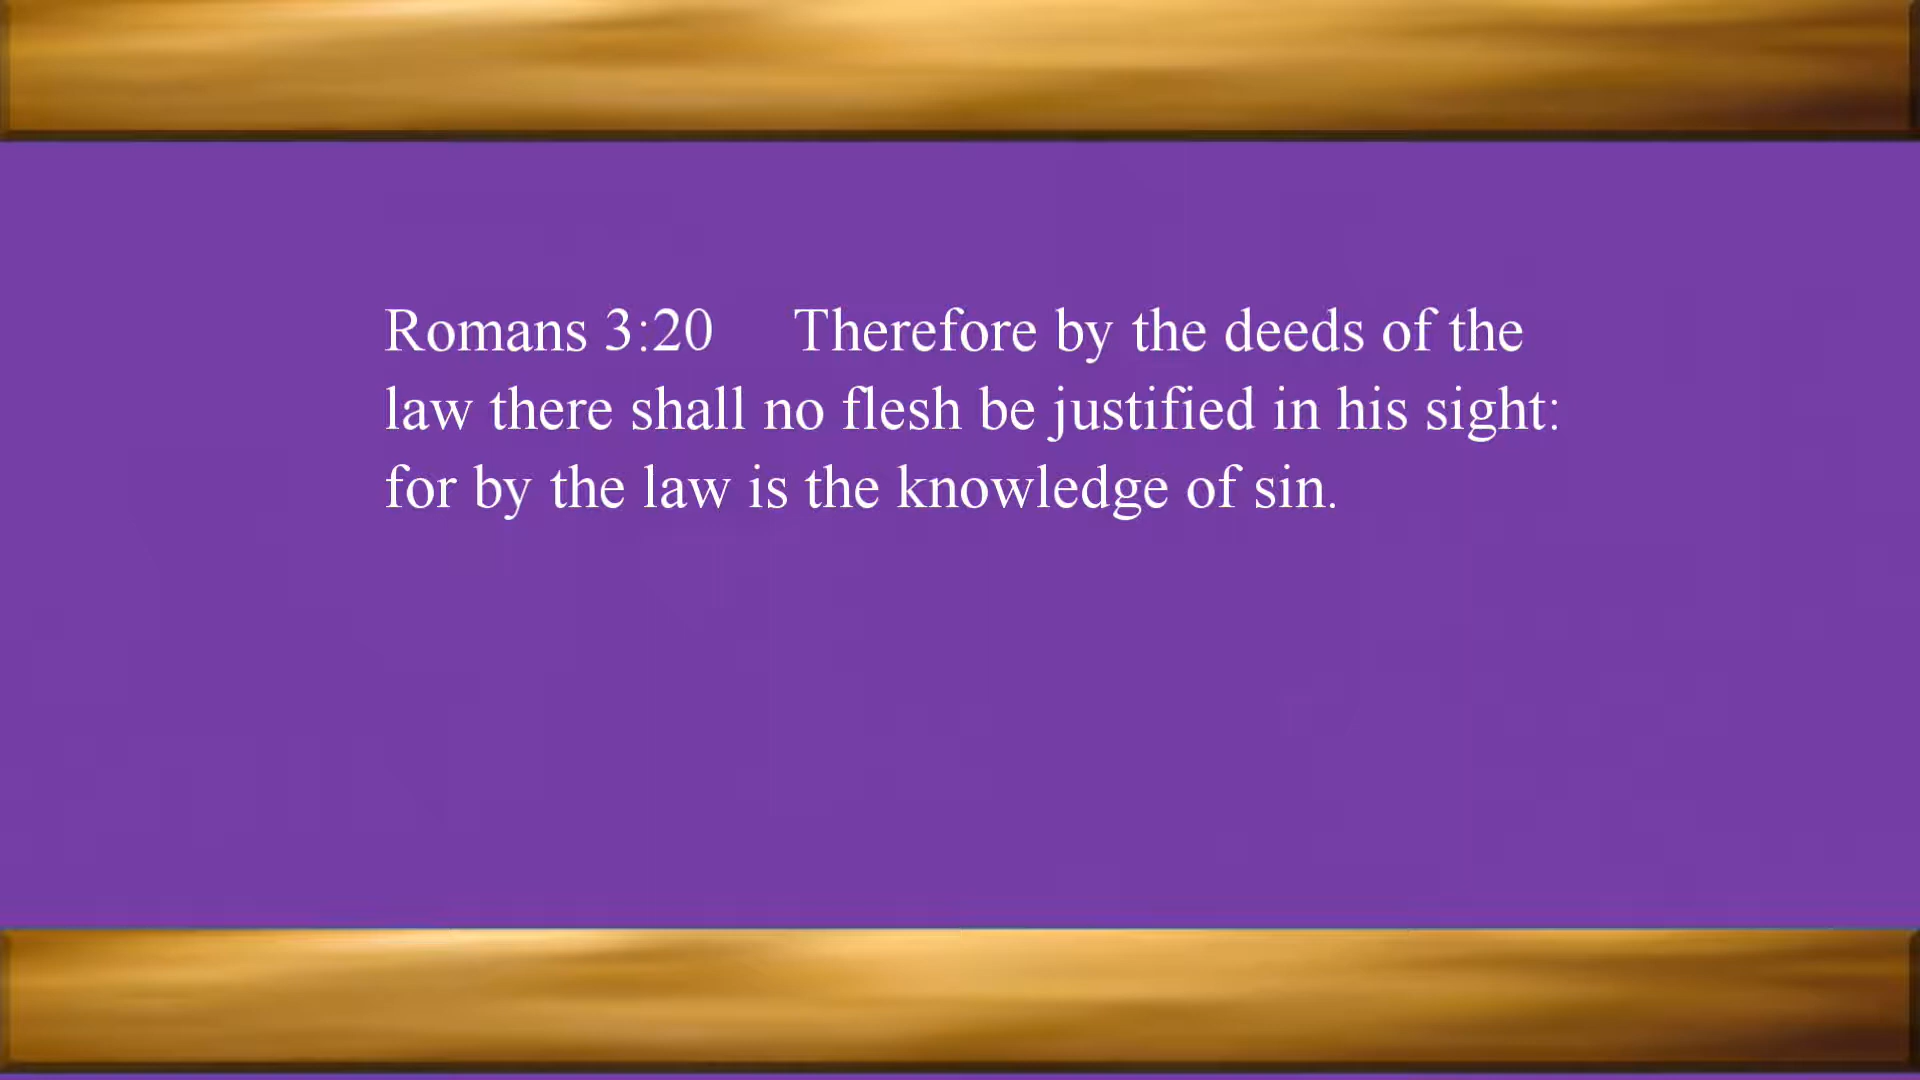 Romans 3:20 Therefore by the deeds of the
law there shall no flesh be justified in his sight:
for by the law is the knowledge of sin.